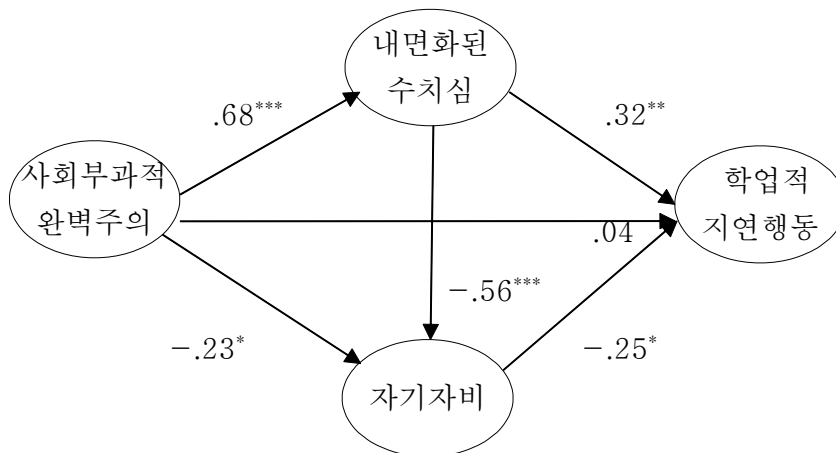 내면화된
수치심
.68***
.32**
사회부과적
완벽주의
학업적
지연행동
.04
-.56***
-.23*
-.25*
자기자비